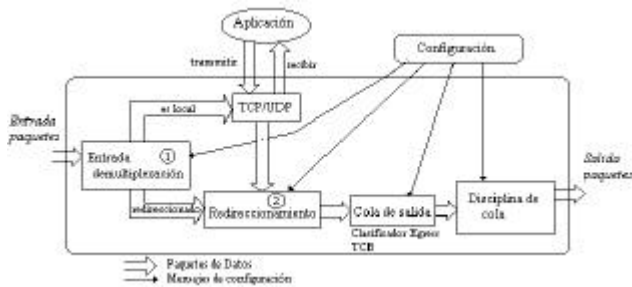 Aplicación
Configuración
transmitir
recibir
TCP/UDP
es local
Entrada
paquetes
Entrada
demultiplexación
1
redireccionado
2
Redireccionamiento
Cola de salida
Clasificador Egress
TCB
Disciplina de
cola
Salida
paquetes
Paquetes de Datos
Mensajes de configuración